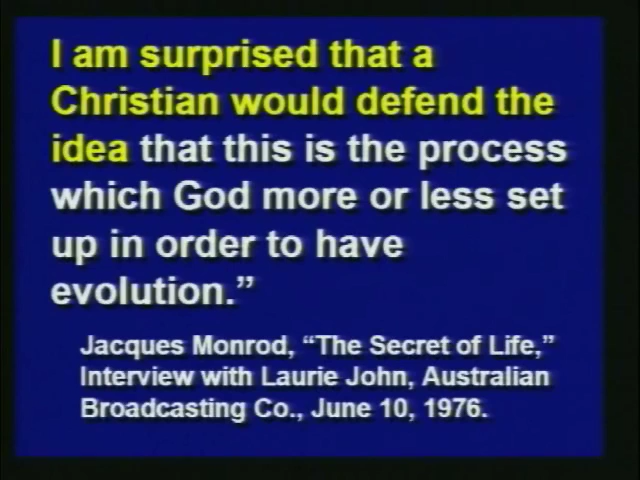 I am surprised that a
Christian would defend the
idea that this is the process
which God more or less set
up in order to have
evolution.”
Jacques Monrod, “The Secret of Life,”
Interview with Laurie John, Australian
Broadcasting Co., June 10, 1976.